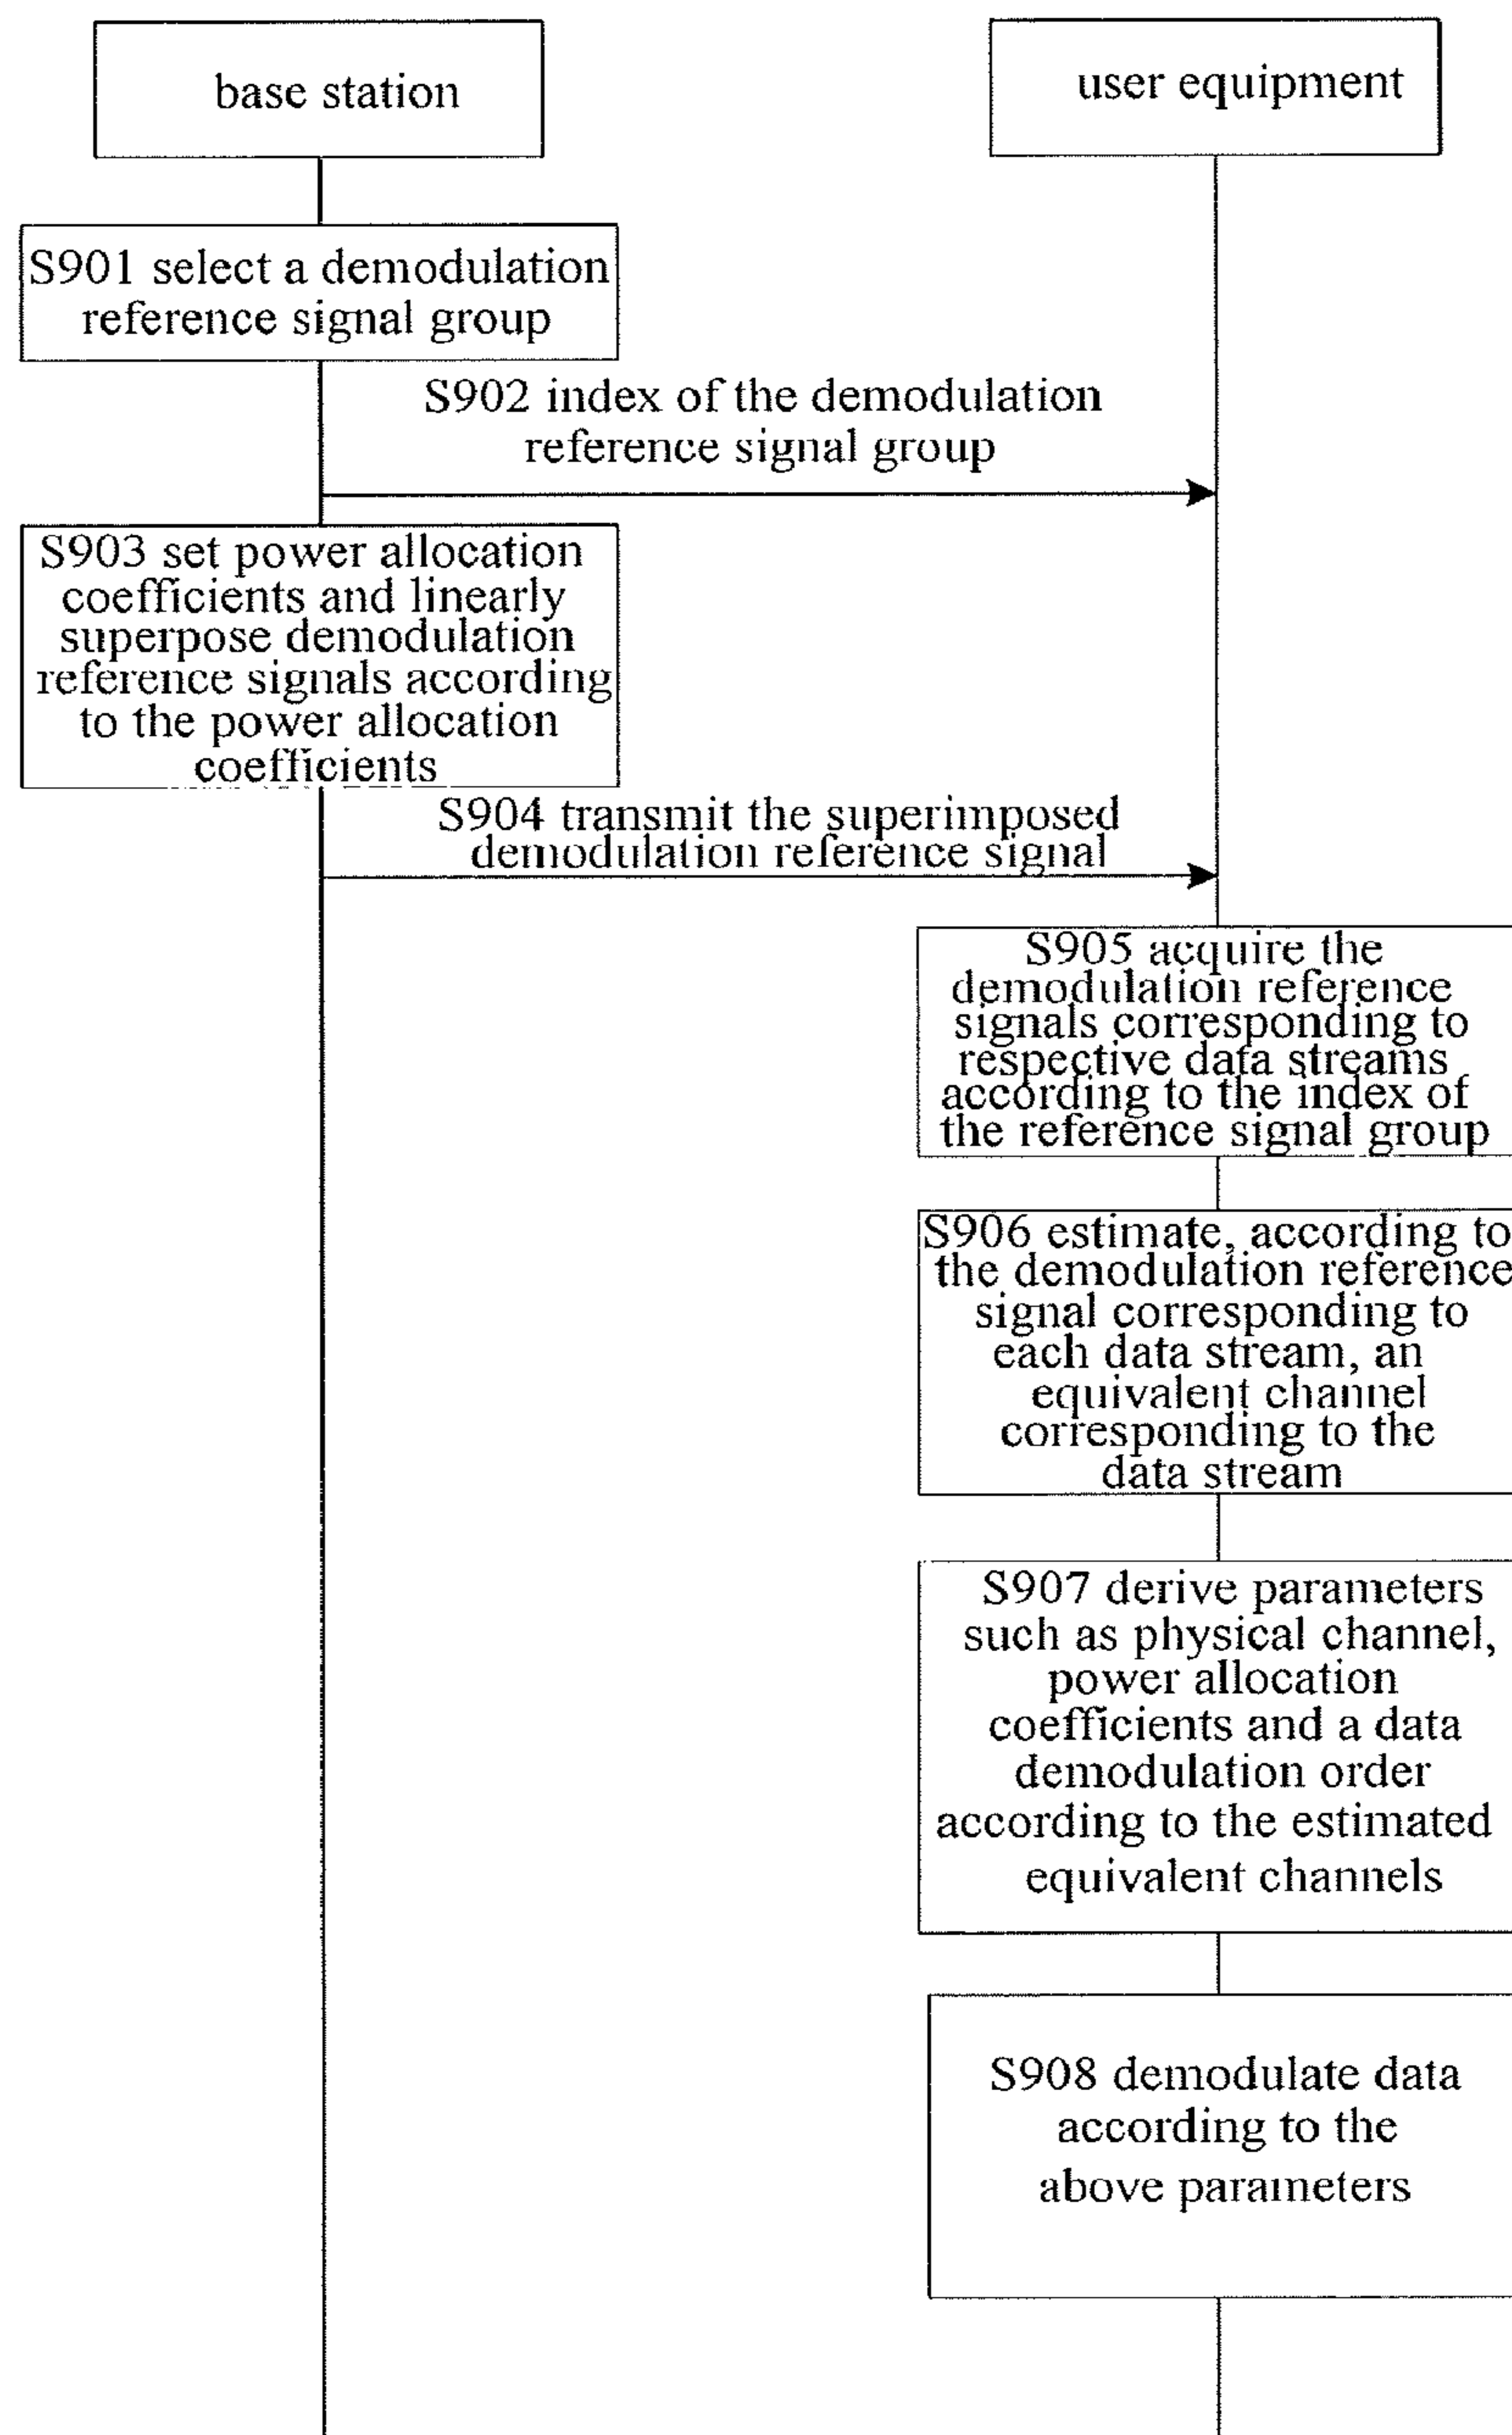 base station
user equipment
S901 select a demodulation
reference signal group
S902 index of the demodulation
reference signal group
S903 set power allocation
coefficients and linearly
superpose demodulation
reference signals according
to the power allocation
coefficients
S904 transmit the superimposed
demodulation reference signal
S905 acquire the
demodulation reference
signals corresponding to
respective data streams
according to the index of
the reference signal group
S906 estimate, according to
the demodulation reference
signal corresponding to
each data stream, an
equivalent channel
corresponding to the
data stream
S907 derive parameters
such as physical channel,
power allocation
coefficients and a data
demodulation order
according to the estimated
equivalent channels
S908 demodulate data
according to the
above parameters